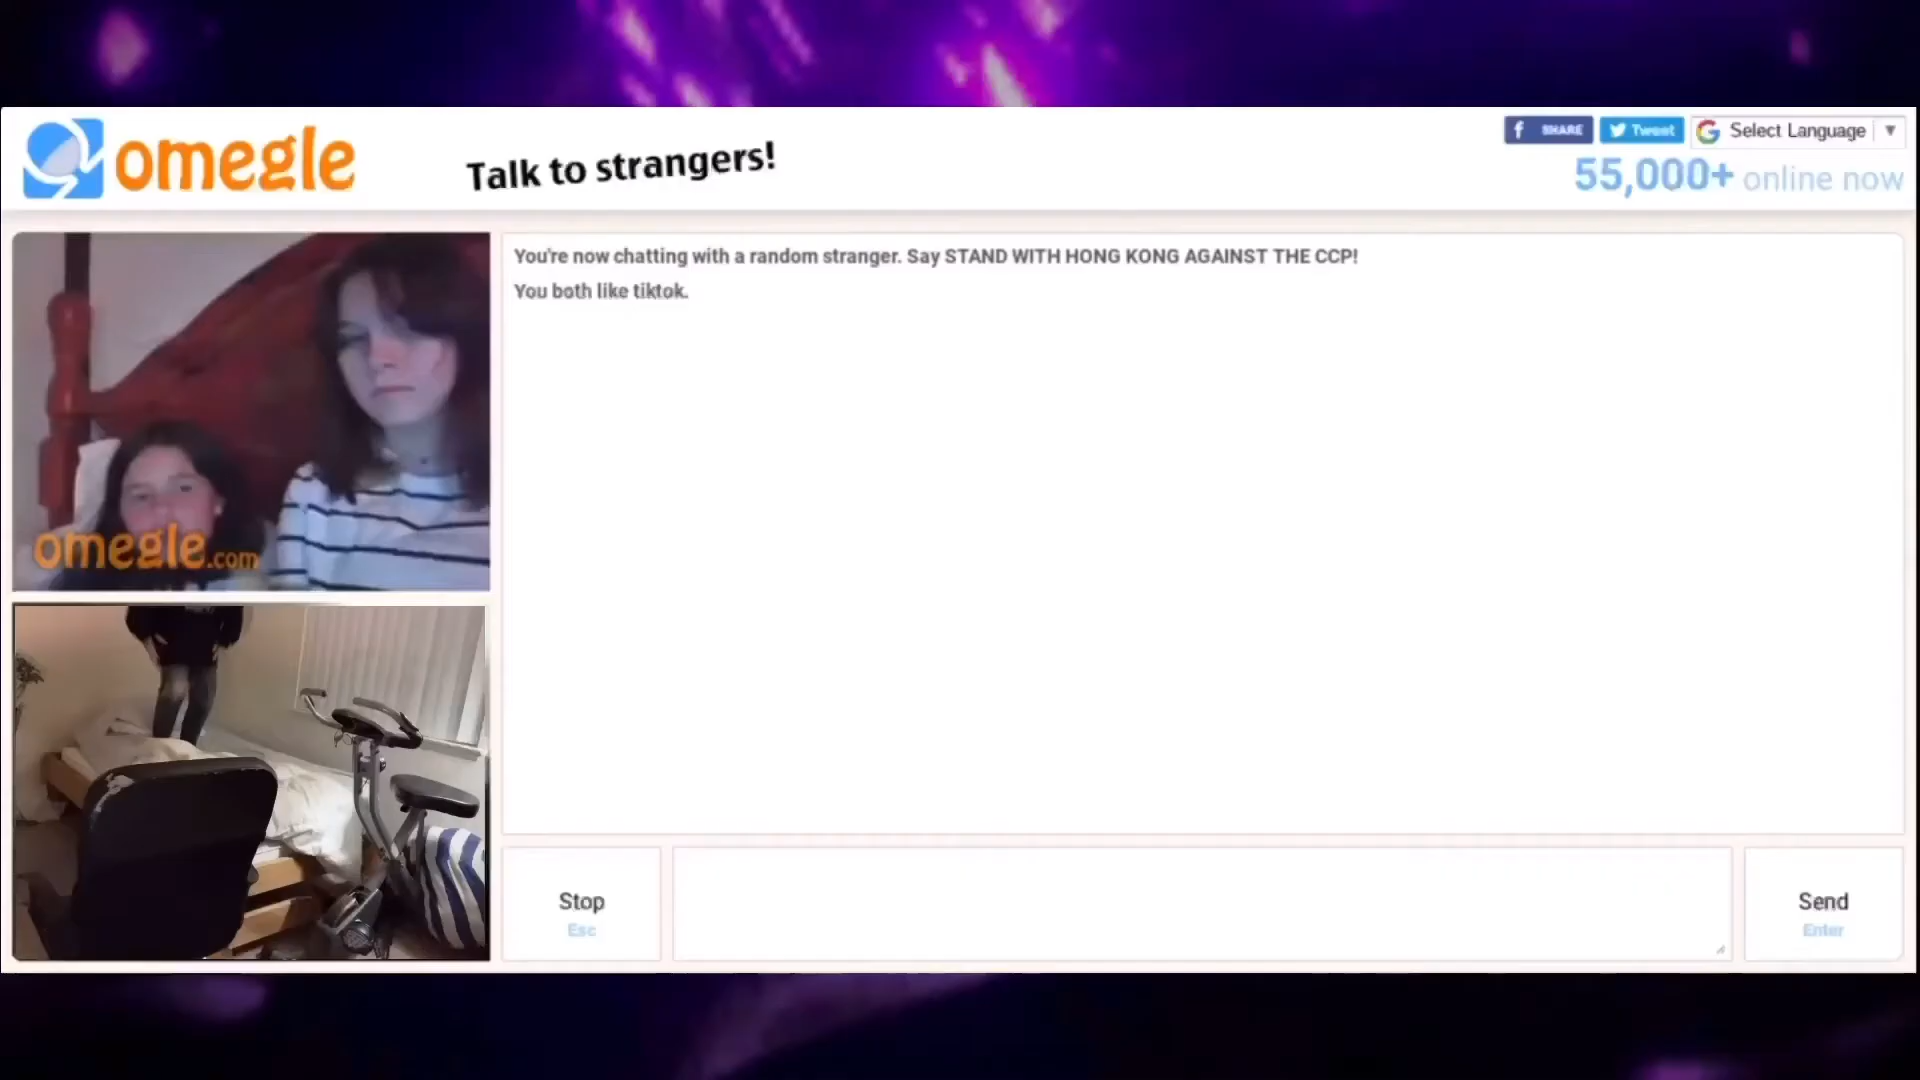 omegle
Talk to strangers!
SHARE
Tweet
Select Language
55,000+ online now
omegle.com
You're now chatting with a random stranger. Say STAND WITH HONG KONG AGAINST THE CCP!
You both like tiktok.
Stop
Esc
Send
Enter